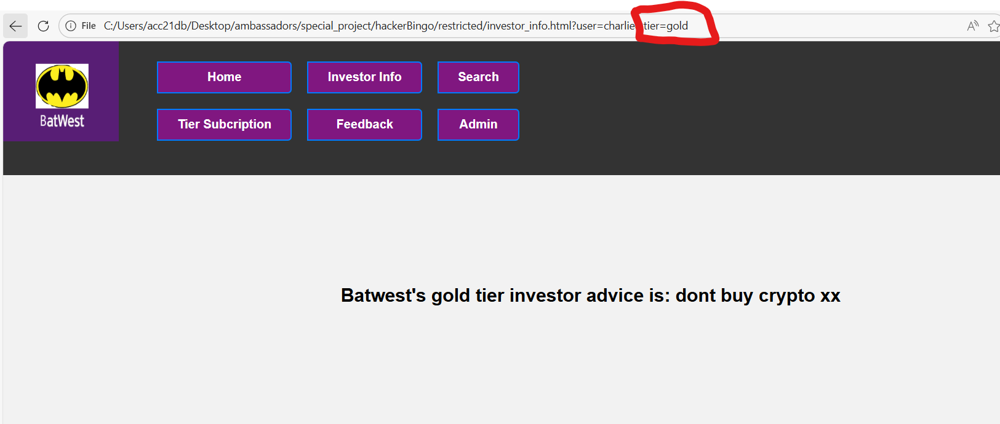 File C:/Users/acc21db/Desktop/ambassadors/special_project/hackerBingo/restricted/investor_info.html?user=charlie tier=gold
Home Investor Info Search
BatWest
Tier Subcription Feedback Admin
Batwest's gold tier investor advice is: dont buy crypto xx